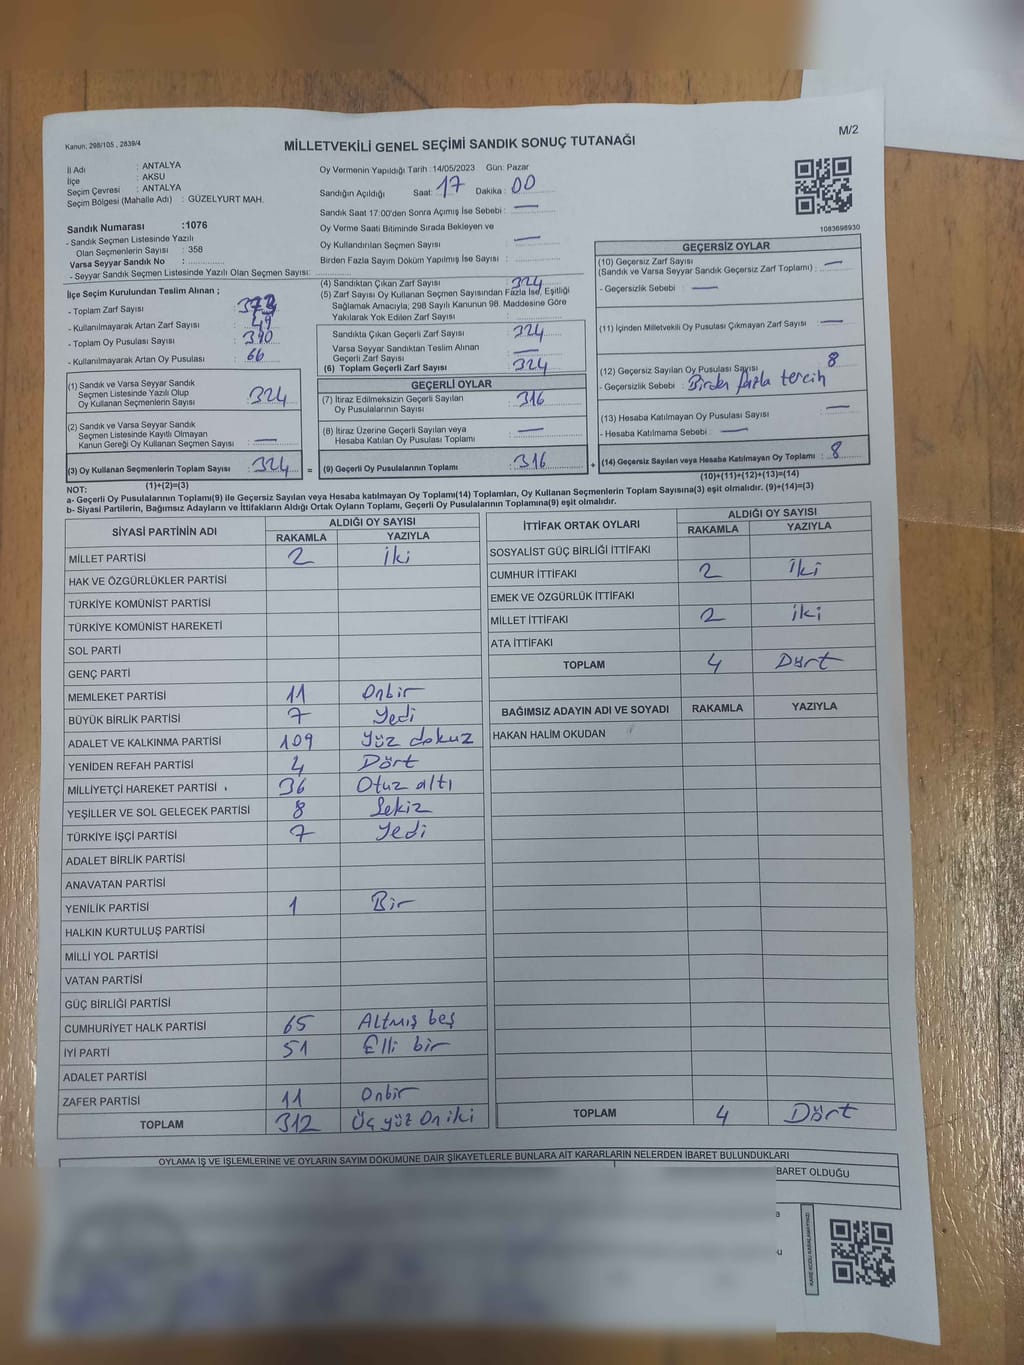 M/2
Kanun, 298/105 , 2839/4
MİLLETVEKİLİ GENEL SEÇİMİ SANDIK SONUÇ TUTANAĞI
İl Adı : ANTALYA
İlçe : AKSU
Seçim Çevresi : ANTALYA
Seçim Bölgesi (Mahalle Adı) : GÜZELYURT MAH.
Sandık Numarası :1076
- Sandık Seçmen Listesinde Yazılı
Olan Seçmenlerin Sayısı : 358
Varsa Seyyar Sandık No :
- Seyyar Sandık Seçmen Listesinde Yazılı Olan Seçmen Sayısı:
Oy Vermenin Yapıldığı Tarih :14/05/2023 Gün: Pazar
Sandığın Açıldığı Saat: 17 Dakika : 00
Sandık Saat 17.00'den Sonra Açımış İse Sebebi : —
Oy Verme Saati Bitiminde Sırada Bekleyen ve
Oy Kullandırılan Seçmen Sayısı : —
Birden Fazla Sayım Döküm Yapılmış İse Sayısı :
1083698930
İlçe Seçim Kurulundan Teslim Alınan ;
- Toplam Zarf Sayısı :
- Kullanılmayarak Artan Zarf Sayısı : 49
- Toplam Oy Pusulası Sayısı : 390
- Kullanılmayarak Artan Oy Pusulası : 66
(1) Sandık ve Varsa Seyyar Sandık
Seçmen Listesinde Yazılı Olup
Oy Kullanan Seçmenlerin Sayısı : 324
(2) Sandık ve Varsa Seyyar Sandık
Seçmen Listesinde Kayıtlı Olmayan
Kanun Gereği Oy Kullanan Seçmen Sayısı : —
(3) Oy Kullanan Seçmenlerin Toplam Sayısı : 324
(1)+(2)=(3)
(4) Sandıktan Çıkan Zarf Sayısı : 324
(5) Zarf Sayısı Oy Kullanan Seçmen Sayısından Fazla İse, Eşitliği
Sağlamak Amacıyla; 298 Sayılı Kanunun 98. Maddesine Göre
Yakılarak Yok Edilen Zarf Sayısı :
Sandıkta Çıkan Geçerli Zarf Sayısı : 324
Varsa Seyyar Sandıktan Teslim Alınan
Geçerli Zarf Sayısı : —
(6) Toplam Geçerli Zarf Sayısı : 324
GEÇERLİ OYLAR
(7) İtiraz Edilmeksizin Geçerli Sayılan
Oy Pusulalarının Sayısı : 316
(8) İtiraz Üzerine Geçerli Sayılan veya
Hesaba Katılan Oy Pusulası Toplamı : —
= (9) Geçerli Oy Pusulalarının Toplamı : 316 +
GEÇERSİZ OYLAR
(10) Geçersiz Zarf Sayısı
(Sandık ve Varsa Seyyar Sandık Geçersiz Zarf Toplamı) : —
- Geçersizlik Sebebi : —
(11) İçinden Milletvekili Oy Pusulası Çıkmayan Zarf Sayısı : —
(12) Geçersiz Sayılan Oy Pusulası Sayısı : 8
- Geçersizlik Sebebi : Birden fazla tercih
(13) Hesaba Katılmayan Oy Pusulası Sayısı : —
- Hesaba Katılmama Sebebi : —
(14) Geçersiz Sayılan veya Hesaba Katılmayan Oy Toplamı : 8
(10)+(11)+(12)+(13)=(14)
NOT:
a- Geçerli Oy Pusulalarının Toplamı(9) ile Geçersiz Sayılan veya Hesaba katılmayan Oy Toplamı(14) Toplamları, Oy Kullanan Seçmenlerin Toplam Sayısına(3) eşit olmalıdır. (9)+(14)=(3)
b- Siyasi Partilerin, Bağımsız Adayların ve İttifakların Aldığı Ortak Oyların Toplamı, Geçerli Oy Pusulalarının Toplamına(9) eşit olmalıdır.
SİYASİ PARTİNİN ADI ALDIĞI OY SAYISI
RAKAMLA YAZIYLA
MİLLET PARTİSİ 2 iki
HAK VE ÖZGÜRLÜKLER PARTİSİ
TÜRKİYE KOMÜNİST PARTİSİ
TÜRKİYE KOMÜNİST HAREKETİ
SOL PARTİ
GENÇ PARTİ
MEMLEKET PARTİSİ 11 Onbir
BÜYÜK BİRLİK PARTİSİ 7 Yedi
ADALET VE KALKINMA PARTİSİ 109 Yüz dokuz
YENİDEN REFAH PARTİSİ 4 Dört
MİLLİYETÇİ HAREKET PARTİSİ 36 Otuz altı
YEŞİLLER VE SOL GELECEK PARTİSİ 8 Sekiz
TÜRKİYE İŞÇİ PARTİSİ 7 Yedi
ADALET BİRLİK PARTİSİ
ANAVATAN PARTİSİ
YENİLİK PARTİSİ 1 Bir
HALKIN KURTULUŞ PARTİSİ
MİLLİ YOL PARTİSİ
VATAN PARTİSİ
GÜÇ BİRLİĞİ PARTİSİ
CUMHURİYET HALK PARTİSİ 65 Altmış beş
İYİ PARTİ 51 Elli bir
ADALET PARTİSİ
ZAFER PARTİSİ 11 Onbir
TOPLAM 312 Üç yüz On iki
İTTİFAK ORTAK OYLARI ALDIĞI OY SAYISI
RAKAMLA YAZIYLA
SOSYALİST GÜÇ BİRLİĞİ İTTİFAKI
CUMHUR İTTİFAKI 2 iki
EMEK VE ÖZGÜRLÜK İTTİFAKI
MİLLET İTTİFAKI 2 iki
ATA İTTİFAKI
TOPLAM 4 Dört
BAĞIMSIZ ADAYIN ADI VE SOYADI RAKAMLA YAZIYLA
HAKAN HALİM OKUDAN
TOPLAM 4 Dört
OYLAMA İŞ VE İŞLEMLERİNE VE OYLARIN SAYIM DÖKÜMÜNE DAİR ŞİKAYETLERLE BUNLARA AİT KARARLARIN NELERDEN İBARET BULUNDUKLARI
BARET OLDUĞU